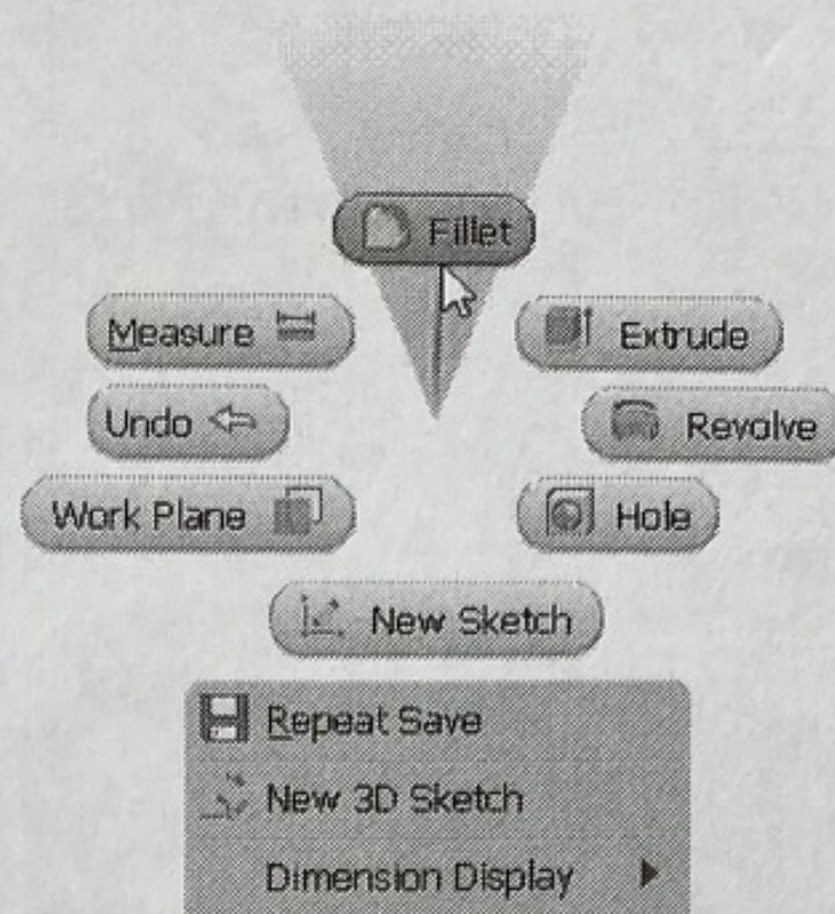 Fillet
Measure
Extrude
Undo
Revolve
Work Plane
Hole
New Sketch
Repeat Save
New 3D Sketch
Dimension Display